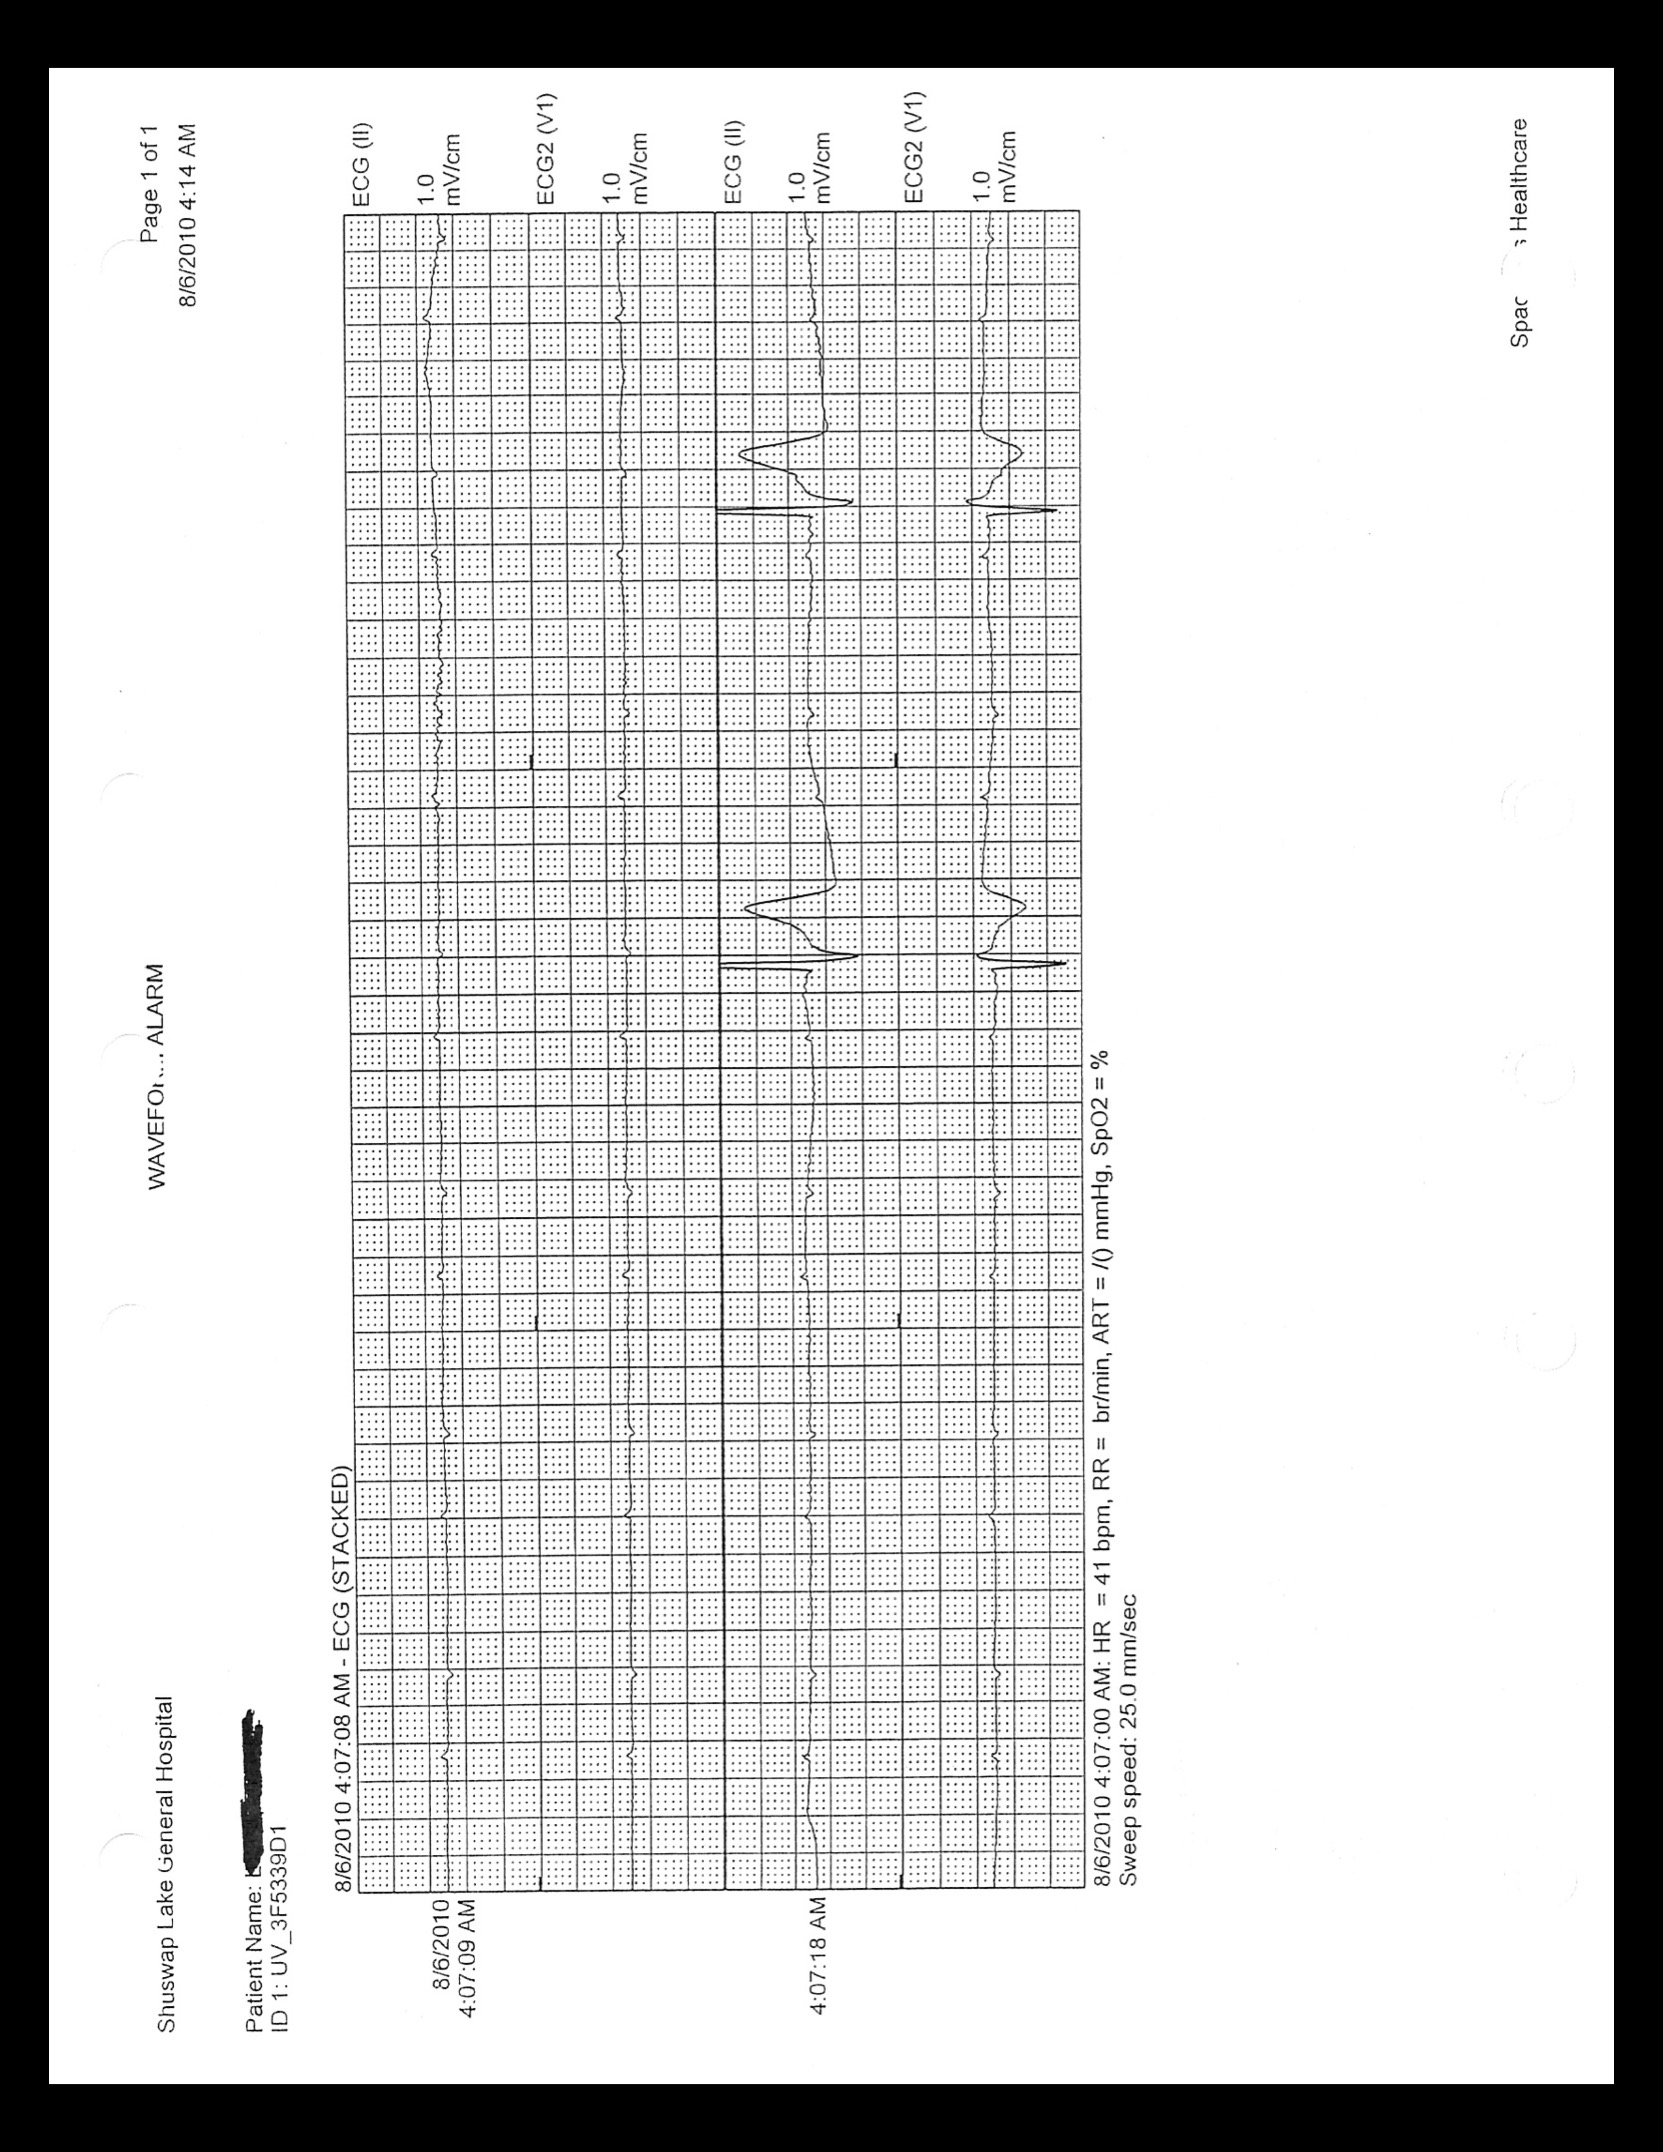 Shuswap Lake General Hospital
ALARM
Page 1 of 1
8/6/2010 4:14 AM
Patient Name:
ID 1: UV_3F5339D1
8/6/2010 4:07:08 AM - ECG (STACKED)
8/6/2010
4:07:09 AM
ECG (II)
1.0
mV/cm
ECG2 (V1)
1.0
mV/cm
4:07:18 AM
ECG (II)
1.0
mV/cm
ECG2 (V1)
1.0
mV/cm
8/6/2010 4:07:00 AM: HR = 41 bpm, RR = br/min, ART = /() mmHg, SpO2 = %
Sweep speed: 25.0 mm/sec
Healthcare